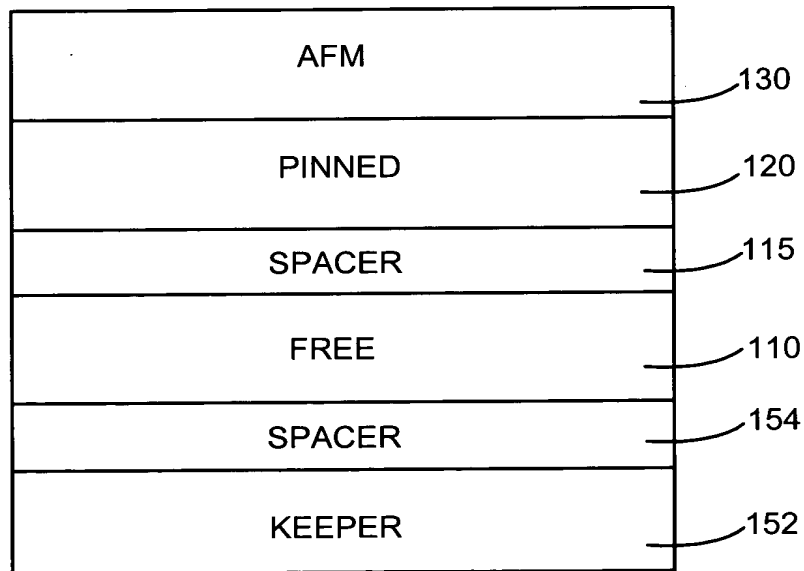 AFM
130
PINNED
120
SPACER
115
FREE
110
SPACER
154
KEEPER
152